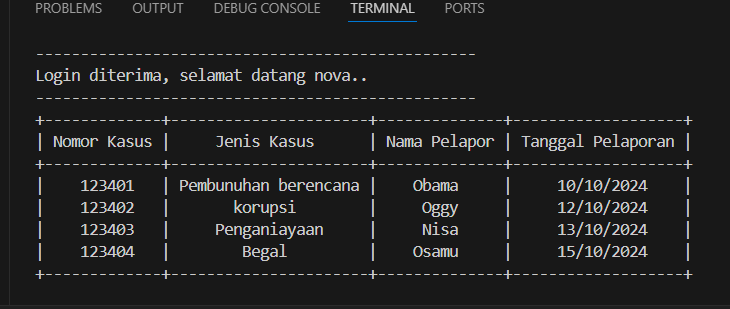 PROBLEMS OUTPUT DEBUG CONSOLE TERMINAL PORTS
------------------------------------------------
Login diterima, selamat datang nova..
------------------------------------------------
+-------------+----------------------+--------------+-------------------+
| Nomor Kasus |     Jenis Kasus      | Nama Pelapor | Tanggal Pelaporan |
+-------------+----------------------+--------------+-------------------+
|    123401   | Pembunuhan berencana |    Obama     |     10/10/2024    |
|    123402   |       korupsi        |     Oggy     |     12/10/2024    |
|    123403   |     Penganiayaan     |     Nisa     |     13/10/2024    |
|    123404   |        Begal         |    Osamu     |     15/10/2024    |
+-------------+----------------------+--------------+-------------------+